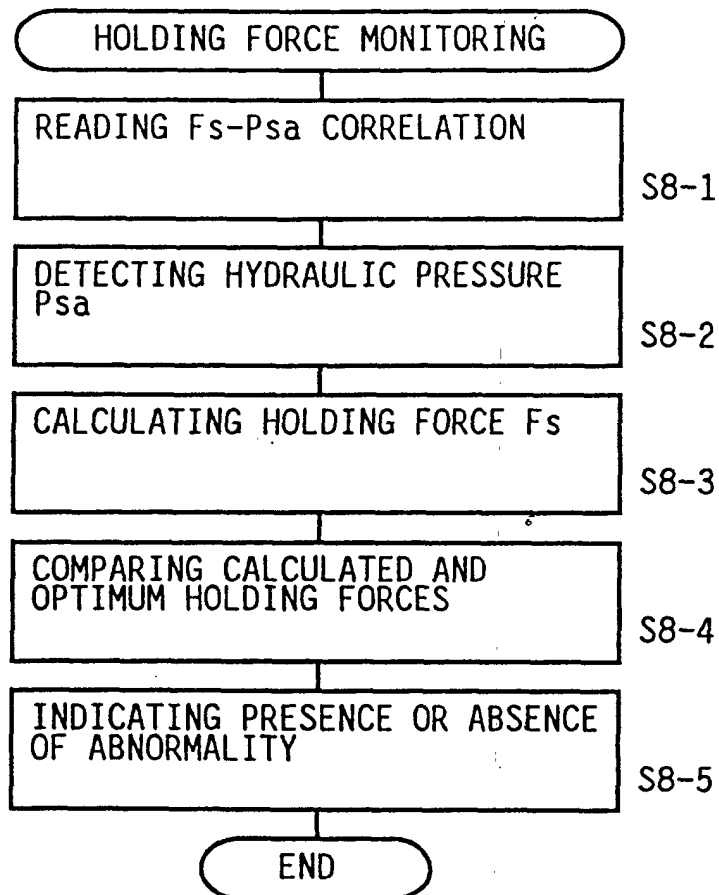 HOLDING FORCE MONITORING
READING Fs-Psa CORRELATION
S8-1
DETECTING HYDRAULIC PRESSURE
Psa
S8-2
CALCULATING HOLDING FORCE Fs
S8-3
COMPARING CALCULATED AND
OPTIMUM HOLDING FORCES
S8-4
INDICATING PRESENCE OR ABSENCE
OF ABNORMALITY
S8-5
END